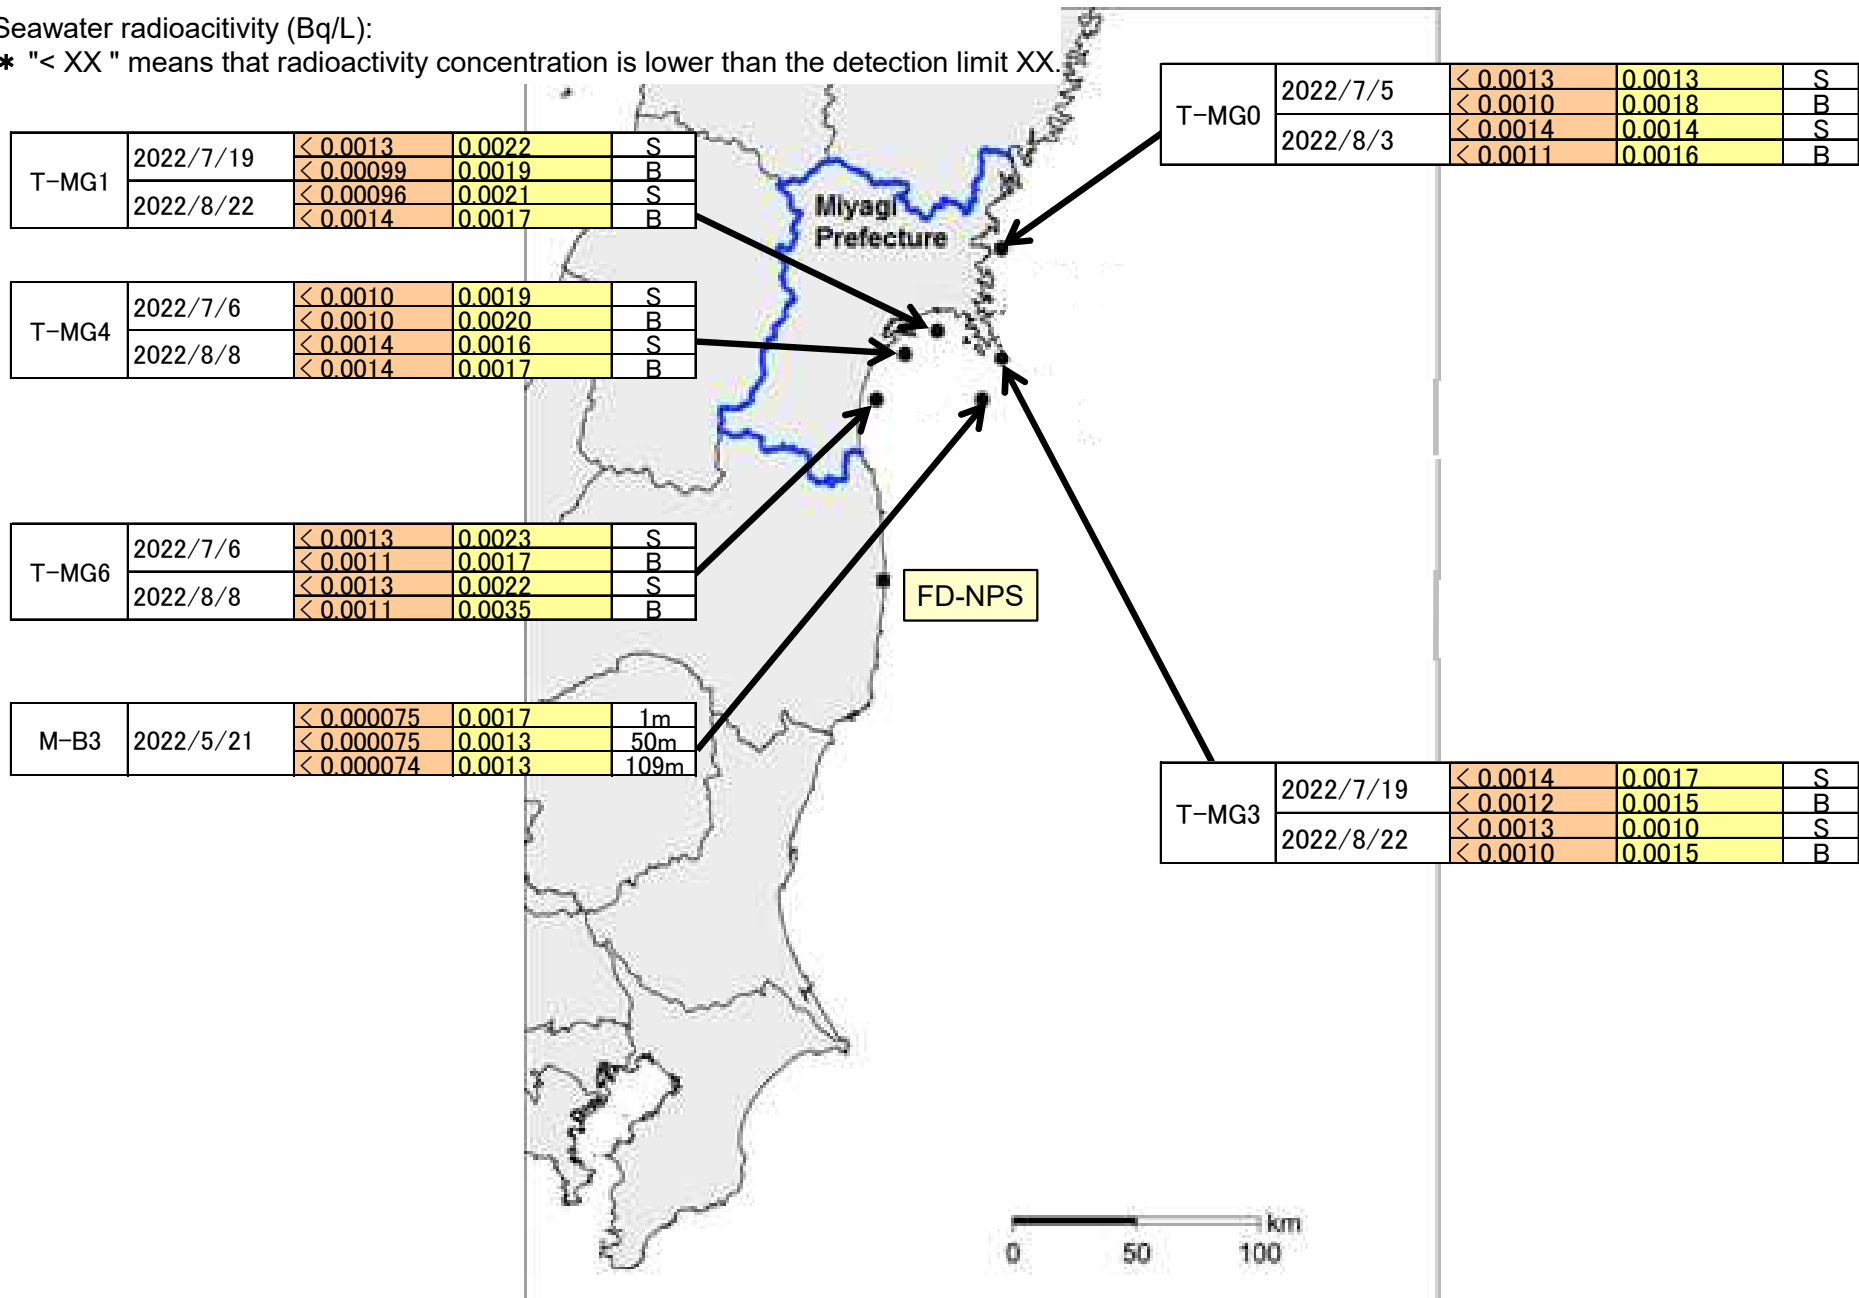 Seawater radioacitivity (Bq/L):
* "< XX " means that radioactivity concentration is lower than the detection limit XX.
T-MG1
2022/7/19 < 0.0013 0.0022 S
< 0.00099 0.0019 B
2022/8/22 < 0.00096 0.0021 S
< 0.0014 0.0017 B
T-MG0
2022/7/5 < 0.0013 0.0013 S
< 0.0010 0.0018 B
2022/8/3 < 0.0014 0.0014 S
< 0.0011 0.0016 B
Miyagi
Prefecture
T-MG4
2022/7/6 < 0.0010 0.0019 S
< 0.0010 0.0020 B
2022/8/8 < 0.0014 0.0016 S
< 0.0014 0.0017 B
T-MG6
2022/7/6 < 0.0013 0.0023 S
< 0.0011 0.0017 B
2022/8/8 < 0.0013 0.0022 S
< 0.0011 0.0035 B
FD-NPS
M-B3
2022/5/21 < 0.000075 0.0017 1m
< 0.000075 0.0013 50m
< 0.000074 0.0013 109m
T-MG3
2022/7/19 < 0.0014 0.0017 S
< 0.0012 0.0015 B
2022/8/22 < 0.0013 0.0010 S
< 0.0010 0.0015 B
km
0 50 100